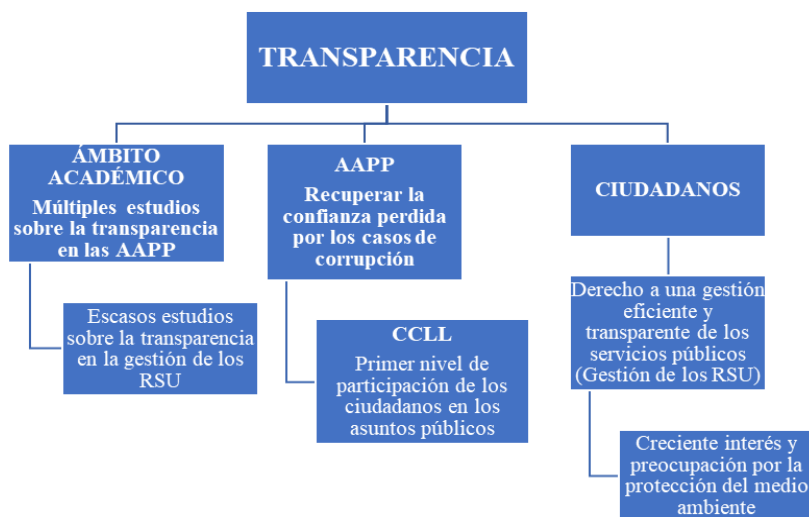 TRANSPARENCIA
ÁMBITO
ACADÉMICO
Múltiples estudios
sobre la transparencia
en las AAPP
Escasos estudios
sobre la transparencia
en la gestión de los
RSU
AAPP
Recuperar la
confianza perdida
por los casos de
corrupción
CCLL
Primer nivel de
participación de los
ciudadanos en los
asuntos públicos
CIUDADANOS
Derecho a una gestión
eficiente y
transparente de los
servicios públicos
(Gestión de los RSU)
Creciente interés y
preocupación por la
protección del medio
ambiente